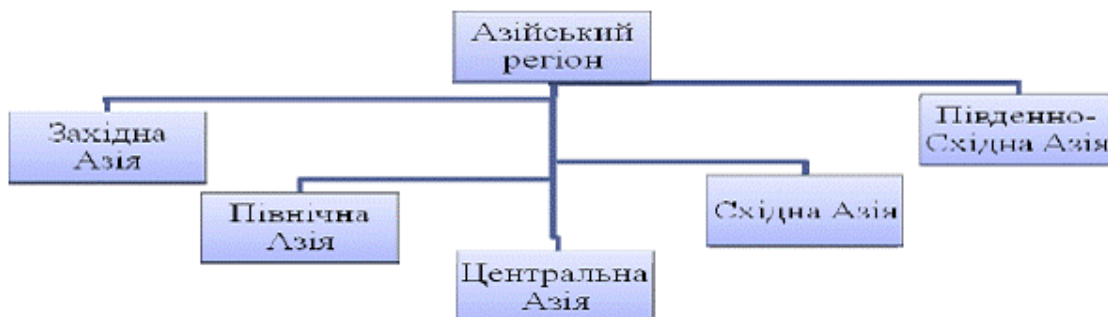 Азійський
регіон
Західна
Азія
Північна
Азія
Центральна
Азія
Східна Азія
Південно-
Східна Азія